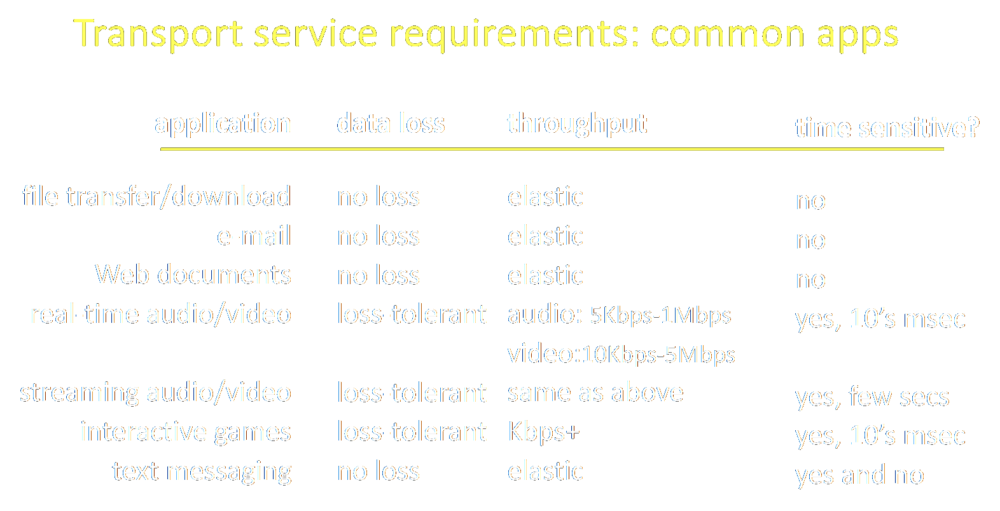 Transport service requirements: common apps
application data loss throughput time sensitive?
file transfer/download no loss elastic no
e-mail no loss elastic no
Web documents no loss elastic no
real-time audio/video loss-tolerant audio: 5Kbps-1Mbps yes, 10’s msec
video:10Kbps-5Mbps
streaming audio/video loss-tolerant same as above yes, few secs
interactive games loss-tolerant Kbps+ yes, 10’s msec
text messaging no loss elastic yes and no